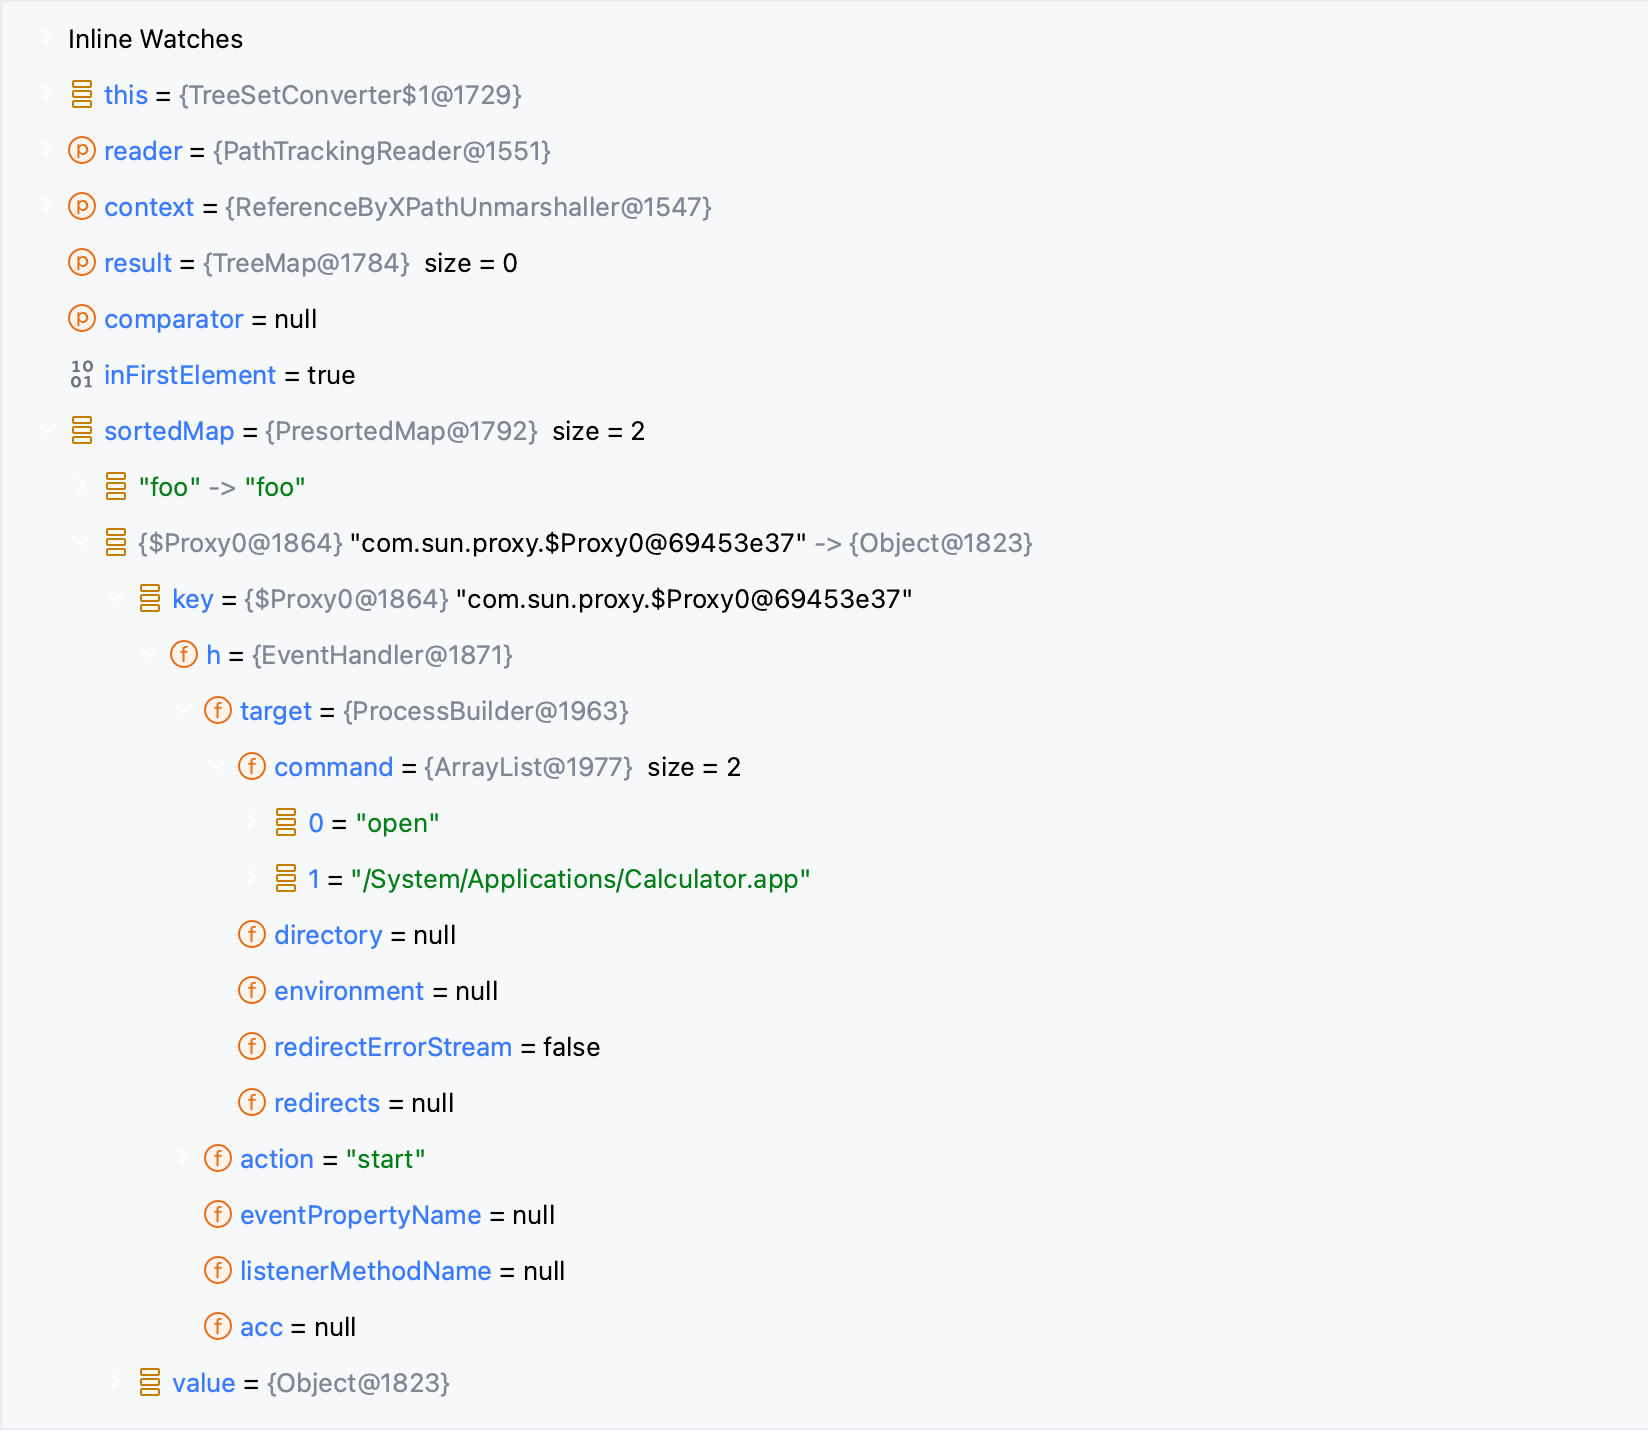 Inline Watches
this = {TreeSetConverter$1@1729}
p reader = {PathTrackingReader@1551}
p context = {ReferenceByXPathUnmarshaller@1547}
p result = {TreeMap@1784} size = 0
p comparator = null
10 01 inFirstElement = true
sortedMap = {PresortedMap@1792} size = 2
"foo" -> "foo"
{$Proxy0@1864} "com.sun.proxy.$Proxy0@69453e37" -> {Object@1823}
key = {$Proxy0@1864} "com.sun.proxy.$Proxy0@69453e37"
f h = {EventHandler@1871}
f target = {ProcessBuilder@1963}
f command = {ArrayList@1977} size = 2
0 = "open"
1 = "/System/Applications/Calculator.app"
f directory = null
f environment = null
f redirectErrorStream = false
f redirects = null
f action = "start"
f eventPropertyName = null
f listenerMethodName = null
f acc = null
value = {Object@1823}